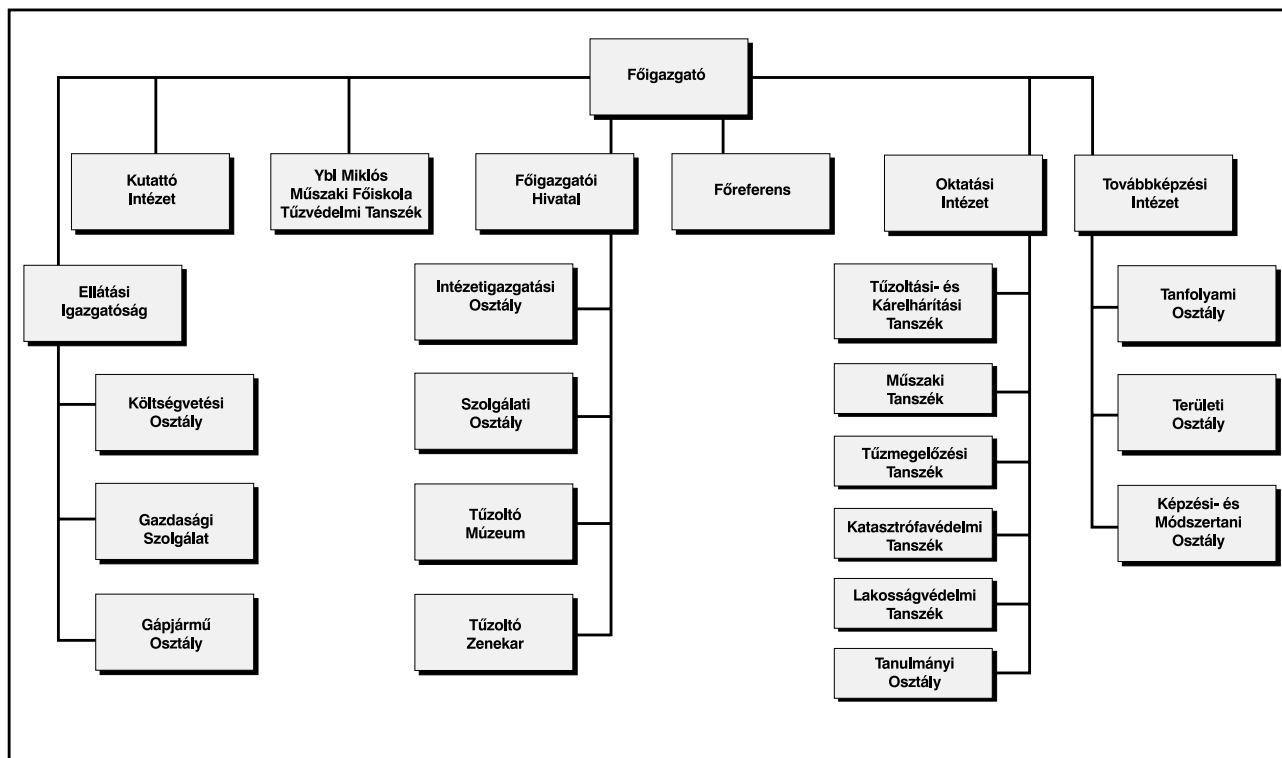 Főigazgató
Kutattó
Intézet
Ybl Miklós
Műszaki Főiskola
Tűzvédelmi Tanszék
Főigazgatói
Hivatal
Főreferens
Oktatási
Intézet
Továbbképzési
Intézet
Ellátási
Igazgatóság
Költségvetési
Osztály
Gazdasági
Szolgálat
Gápjármű
Osztály
Intézetigazgatási
Osztály
Szolgálati
Osztály
Tűzoltó
Múzeum
Tűzoltó
Zenekar
Tűzoltási- és
Kárelhárítási
Tanszék
Műszaki
Tanszék
Tűzmegelőzési
Tanszék
Katasztrófavédelmi
Tanszék
Lakosságvédelmi
Tanszék
Tanulmányi
Osztály
Tanfolyami
Osztály
Területi
Osztály
Képzési- és
Módszertani
Osztály